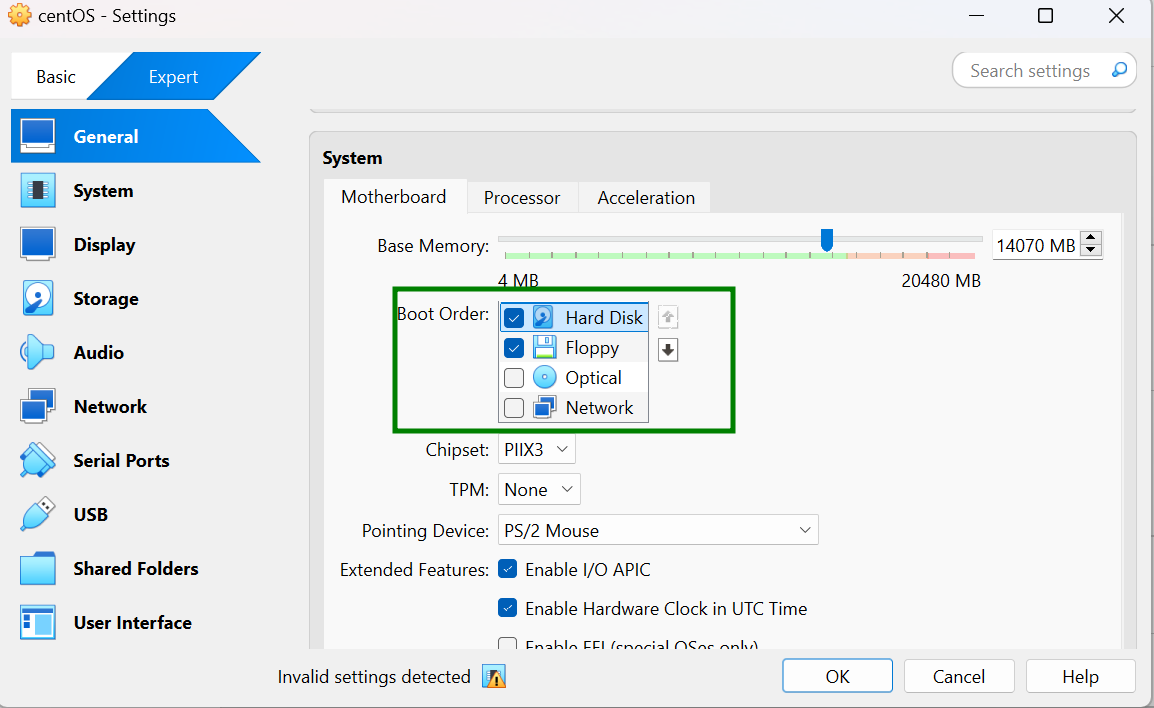 centOS - Settings
Basic
Expert
Search settings
General
System
Display
Storage
Audio
Network
Serial Ports
USB
Shared Folders
User Interface
System
Motherboard
Processor
Acceleration
Base Memory:
14070 MB
4 MB
20480 MB
Boot Order:
Hard Disk
Floppy
Optical
Network
Chipset:
PIIX3
TPM:
None
Pointing Device:
PS/2 Mouse
Extended Features:
Enable I/O APIC
Enable Hardware Clock in UTC Time
Enable EFI (special OSes only)
Invalid settings detected
OK
Cancel
Help